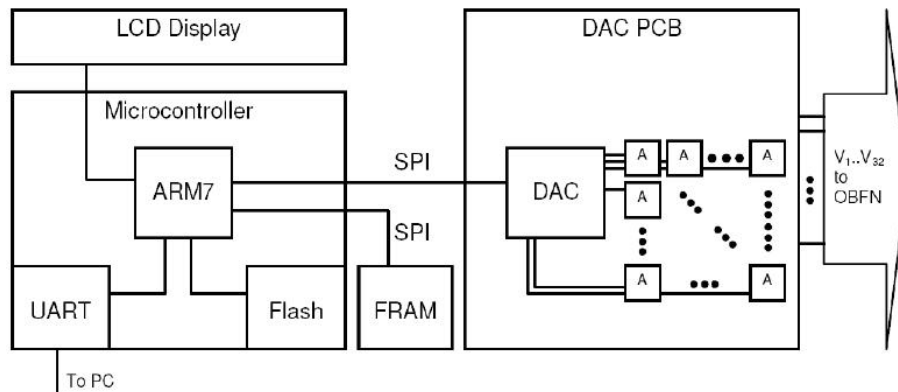 LCD Display
DAC PCB
Microcontroller
SPI
A
A
A
ARM7
DAC
A
V1..V32
to
OBFN
SPI
A
A
UART
Flash
FRAM
To PC